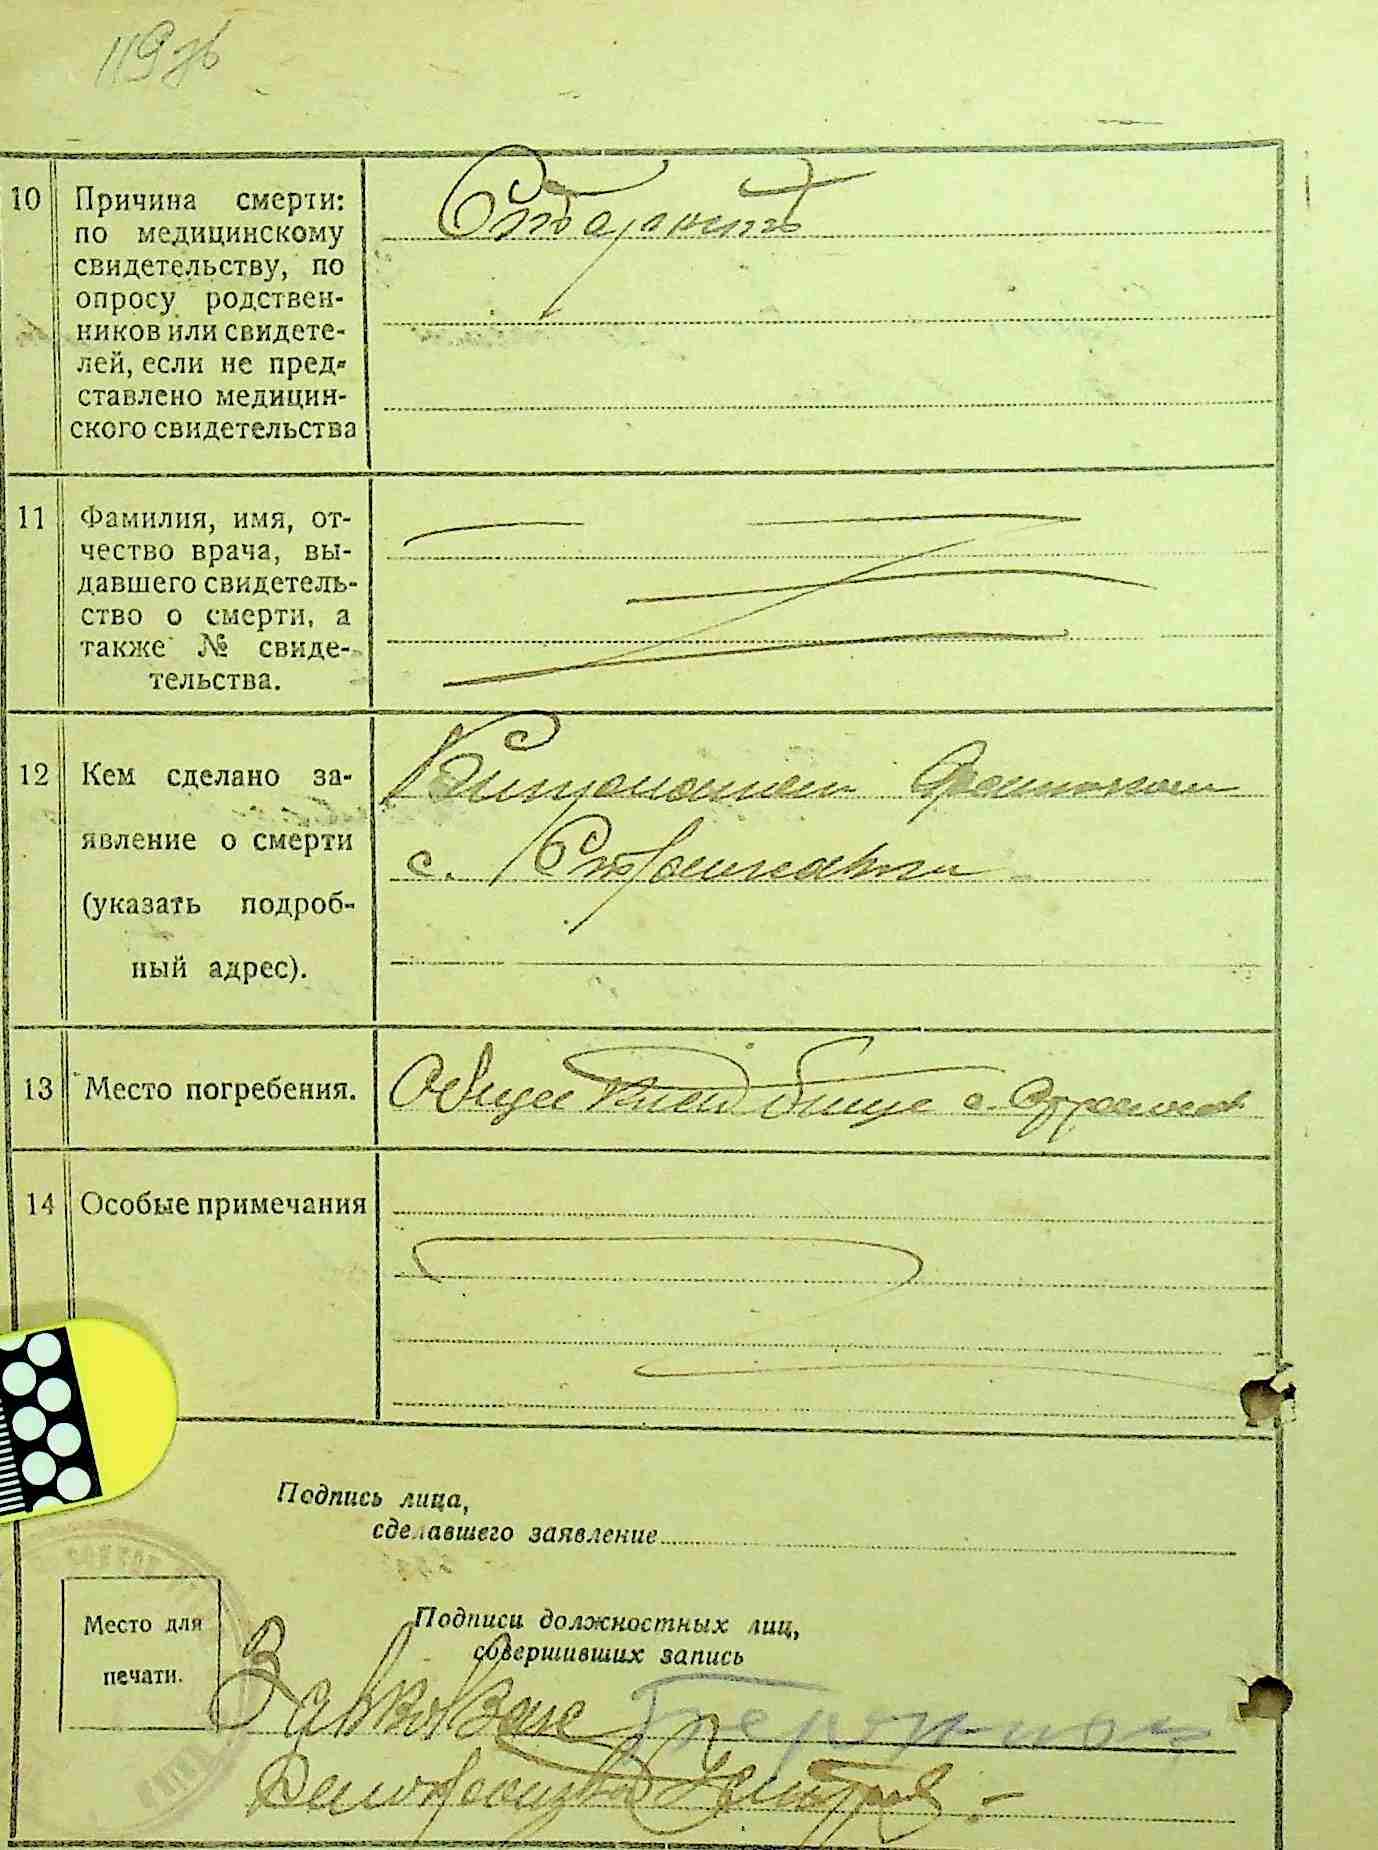 10 Причина смерти: Старость
по медицинскому
свидетельству, по
опросу родствен-
ников или свидете-
лей, если не пред-
ставлено медицин-
ского свидетельства
11 Фамилия, имя, от-
чество врача, вы-
давшего свидетель-
ство о смерти, а
также № свиде-
тельства.
12 Кем сделано за-
явление о смерти
с.
(указать подроб-
ный адрес).
13 Место погребения. Общее кладбище с.
14 Особые примечания
Подпись лица,
сделавшего заявление
Место для
печати.
Подписи должностных лиц,
совершивших запись